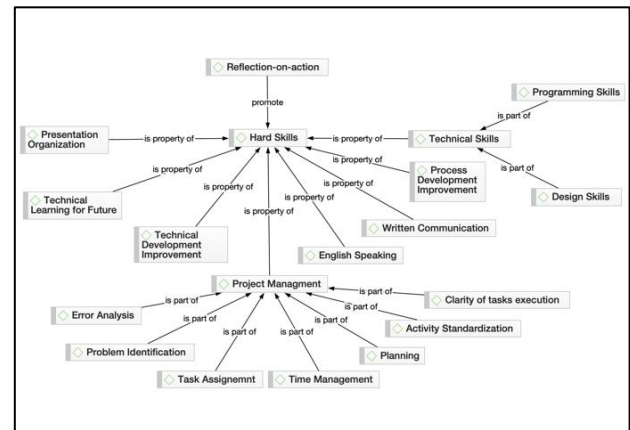 Reflection-on-action
Programming Skills
promote
is part of
Presentation
Organization
is property of
Hard Skills
is property of
Technical Skills
is property of
is property of
is part of
Process
Development
Improvement
Technical
Learning for Future
is property of
is property of
Design Skills
is property of
is property of
Technical
Development
Improvement
Written Communication
English Speaking
Project Managment
is part of
Clarity of tasks execution
Error Analysis
is part of
is part of
Activity Standardization
is part of
is part of
is part of
is part of
Problem Identification
Planning
Task Assignemnt
Time Management